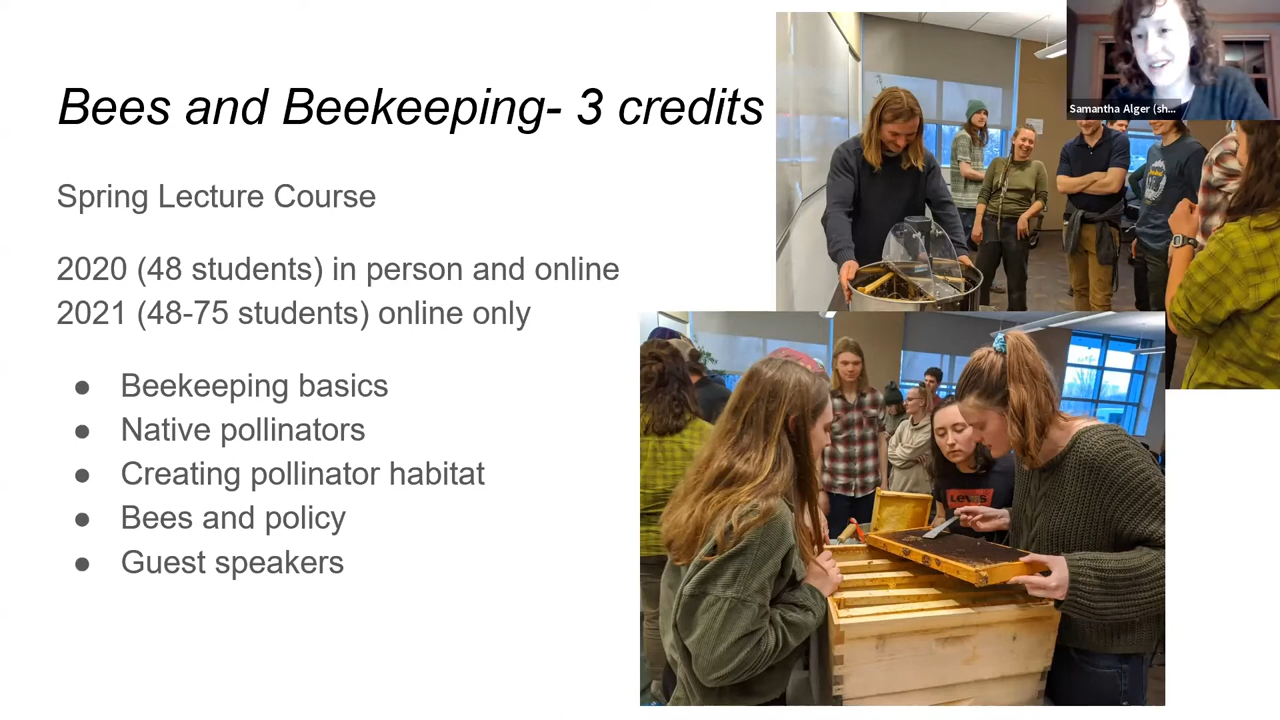 Bees and Beekeeping- 3 credits
Samantha Alger (sh...
Spring Lecture Course
2020 (48 students) in person and online
2021 (48-75 students) online only
● Beekeeping basics
● Native pollinators
● Creating pollinator habitat
● Bees and policy
● Guest speakers
LEVI'S